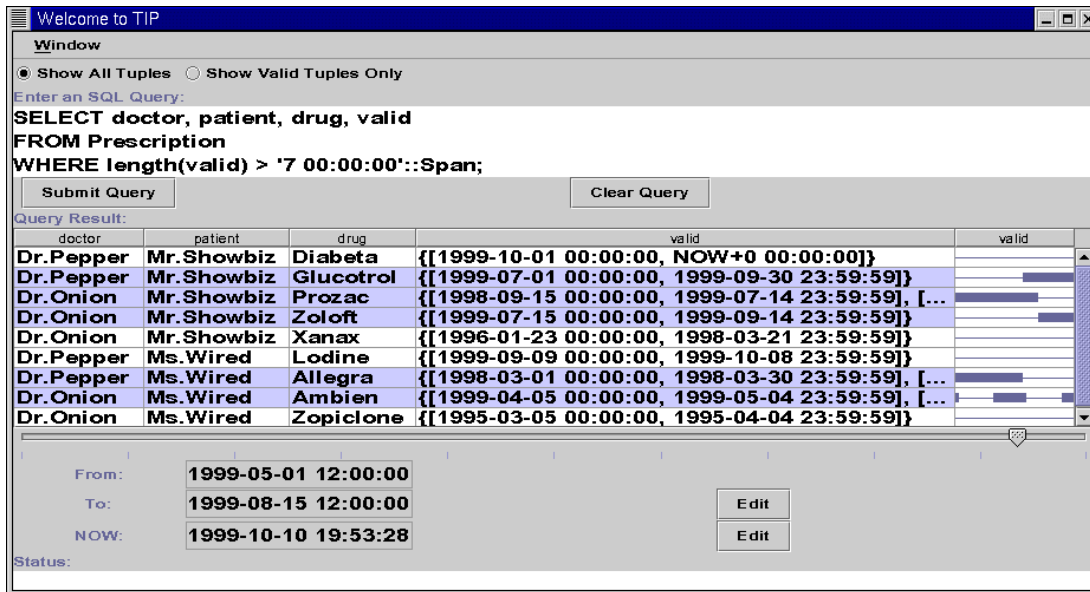 Welcome to TIP
Window
Show All Tuples Show Valid Tuples Only
Enter an SQL Query:
SELECT doctor, patient, drug, valid
FROM Prescription
WHERE length(valid) > '7 00:00:00'::Span;
Submit Query Clear Query
Query Result:
doctor patient drug valid valid
Dr.Pepper Mr.Showbiz Diabeta {[1999-10-01 00:00:00, NOW+0 00:00:00]}
Dr.Pepper Mr.Showbiz Glucotrol {[1999-07-01 00:00:00, 1999-09-30 23:59:59]}
Dr.Onion Mr.Showbiz Prozac {[1998-09-15 00:00:00, 1999-07-14 23:59:59], [...
Dr.Onion Mr.Showbiz Zoloft {[1999-07-15 00:00:00, 1999-09-14 23:59:59]}
Dr.Onion Mr.Showbiz Xanax {[1996-01-23 00:00:00, 1998-03-21 23:59:59]}
Dr.Pepper Ms.Wired Lodine {[1999-09-09 00:00:00, 1999-10-08 23:59:59]}
Dr.Pepper Ms.Wired Allegra {[1998-03-01 00:00:00, 1998-03-30 23:59:59], [...
Dr.Onion Ms.Wired Ambien {[1999-04-05 00:00:00, 1999-05-04 23:59:59], [...
Dr.Onion Ms.Wired Zopiclone {[1995-03-05 00:00:00, 1995-04-04 23:59:59]}
From: 1999-05-01 12:00:00
To: 1999-08-15 12:00:00 Edit
NOW: 1999-10-10 19:53:28 Edit
Status: